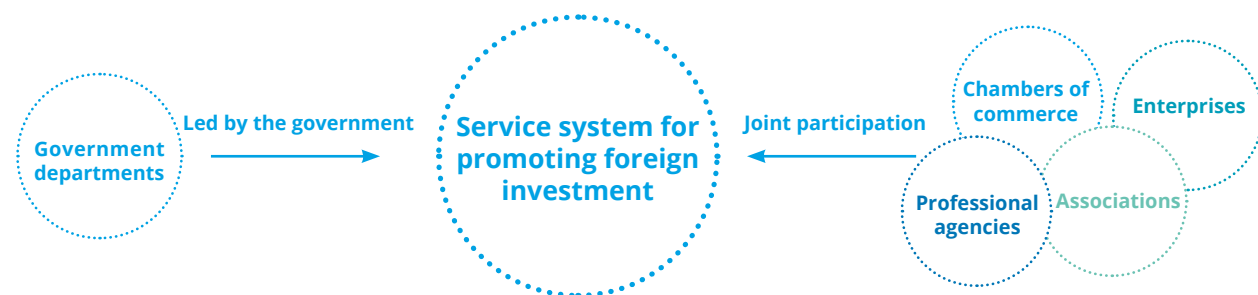 Government
departments
Led by the government
Service system for
promoting foreign
investment
Joint participation
Chambers of
commerce
Enterprises
Professional
agencies
Associations